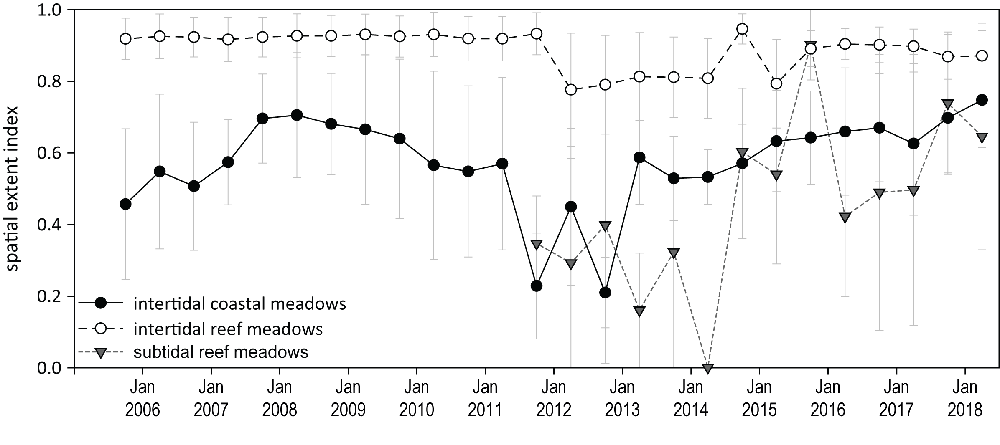 spatial extent index
1.0
0.8
0.6
0.4
0.2
0.0
intertidal coastal meadows
intertidal reef meadows
subtidal reef meadows
Jan Jan Jan Jan Jan Jan Jan Jan Jan Jan Jan Jan Jan
2006 2007 2008 2009 2010 2011 2012 2013 2014 2015 2016 2017 2018